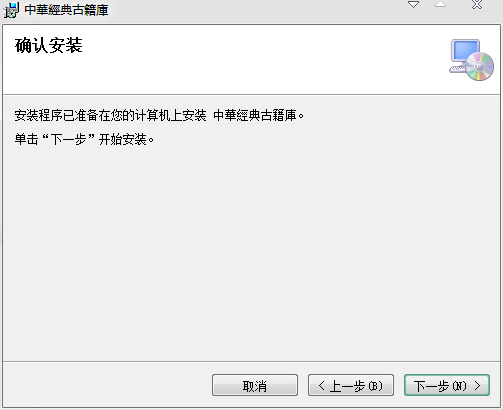 中華經典古籍庫
确认安装
安装程序已准备在您的计算机上安装 中華經典古籍庫。
单击“下一步”开始安装。
取消
< 上一步(B)
下一步(N) >